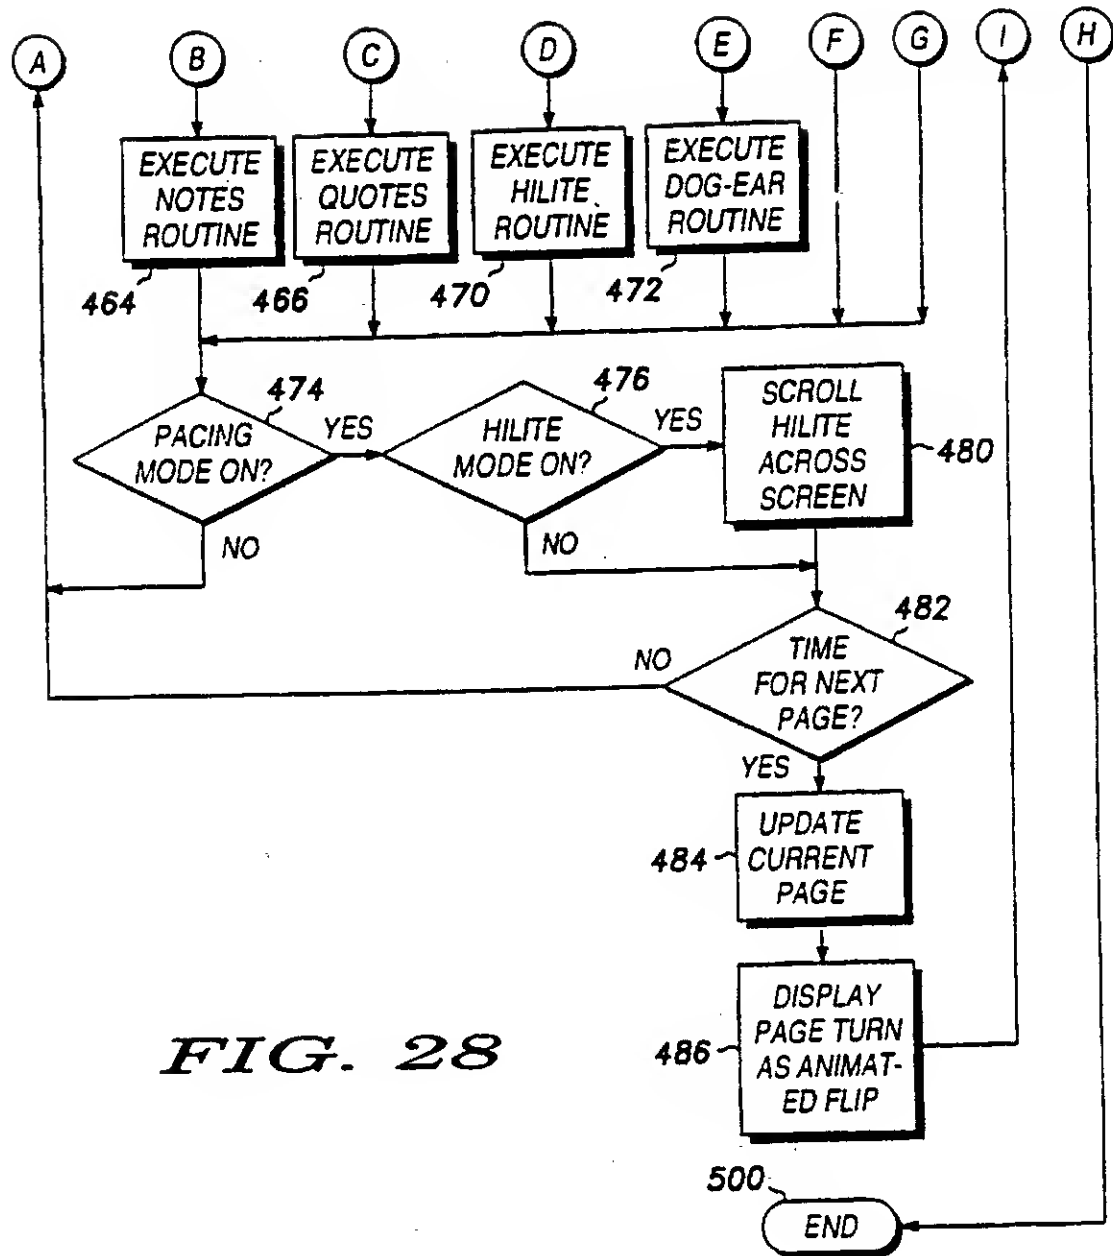 A B C D E F G I H
EXECUTE
NOTES
ROUTINE
464
EXECUTE
QUOTES
ROUTINE
466
EXECUTE
HILITE
ROUTINE
470
EXECUTE
DOG-EAR
ROUTINE
472
PACING
MODE ON?
474
YES
NO
HILITE
MODE ON?
476
YES
NO
SCROLL
HILITE
ACROSS
SCREEN
480
TIME
FOR NEXT
PAGE?
482
NO
YES
UPDATE
CURRENT
PAGE
484
DISPLAY
PAGE TURN
AS ANIMAT-
ED FLIP
486
FIG. 28
500
END